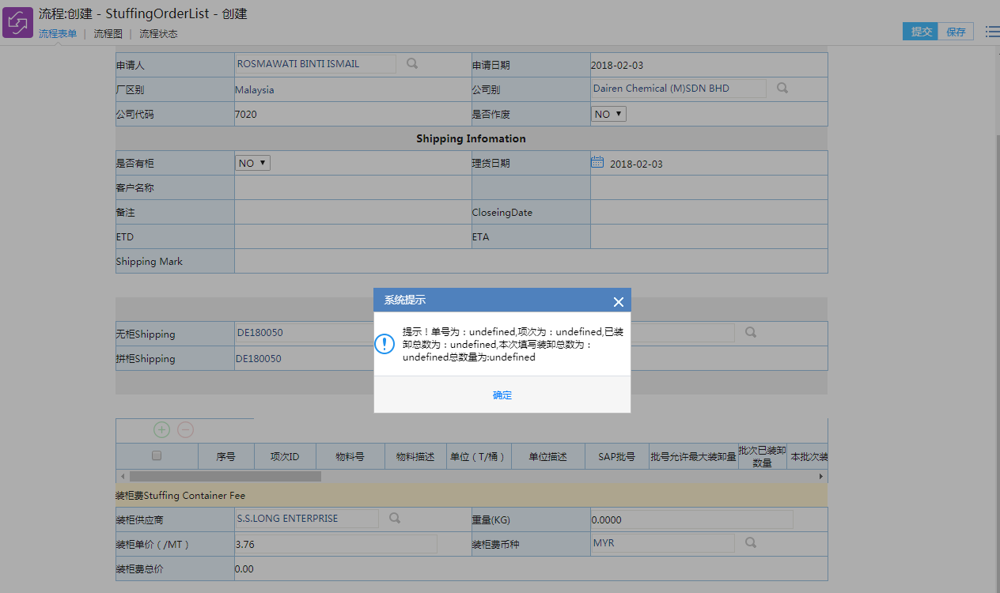 流程:创建 - StuffingOrderList - 创建
流程表单 | 流程图 | 流程状态
提交 保存
申请人 ROSMAWATI BINTI ISMAIL 申请日期 2018-02-03
厂区别 Malaysia 公司别 Dairen Chemical (M)SDN BHD
公司代码 7020 是否作废 NO
Shipping Infomation
是否有柜 NO 理货日期 2018-02-03
客户名称
备注 CloseingDate
ETD ETA
Shipping Mark
系统提示
提示！单号为：undefined,项次为：undefined,已装
卸总数为：undefined,本次填写装卸总数为：
undefined总数量为:undefined
确定
无柜Shipping DE180050
拼柜Shipping DE180050
序号 项次ID 物料号 物料描述 单位（T/桶） 单位描述 SAP批号 批号允许最大装卸量 批次已装卸 本批次装
数量
装柜费Stuffing Container Fee
装柜供应商 S.S.LONG ENTERPRISE 重量(KG) 0.0000
装柜单价（/MT） 3.76 装柜费币种 MYR
装柜费总价 0.00